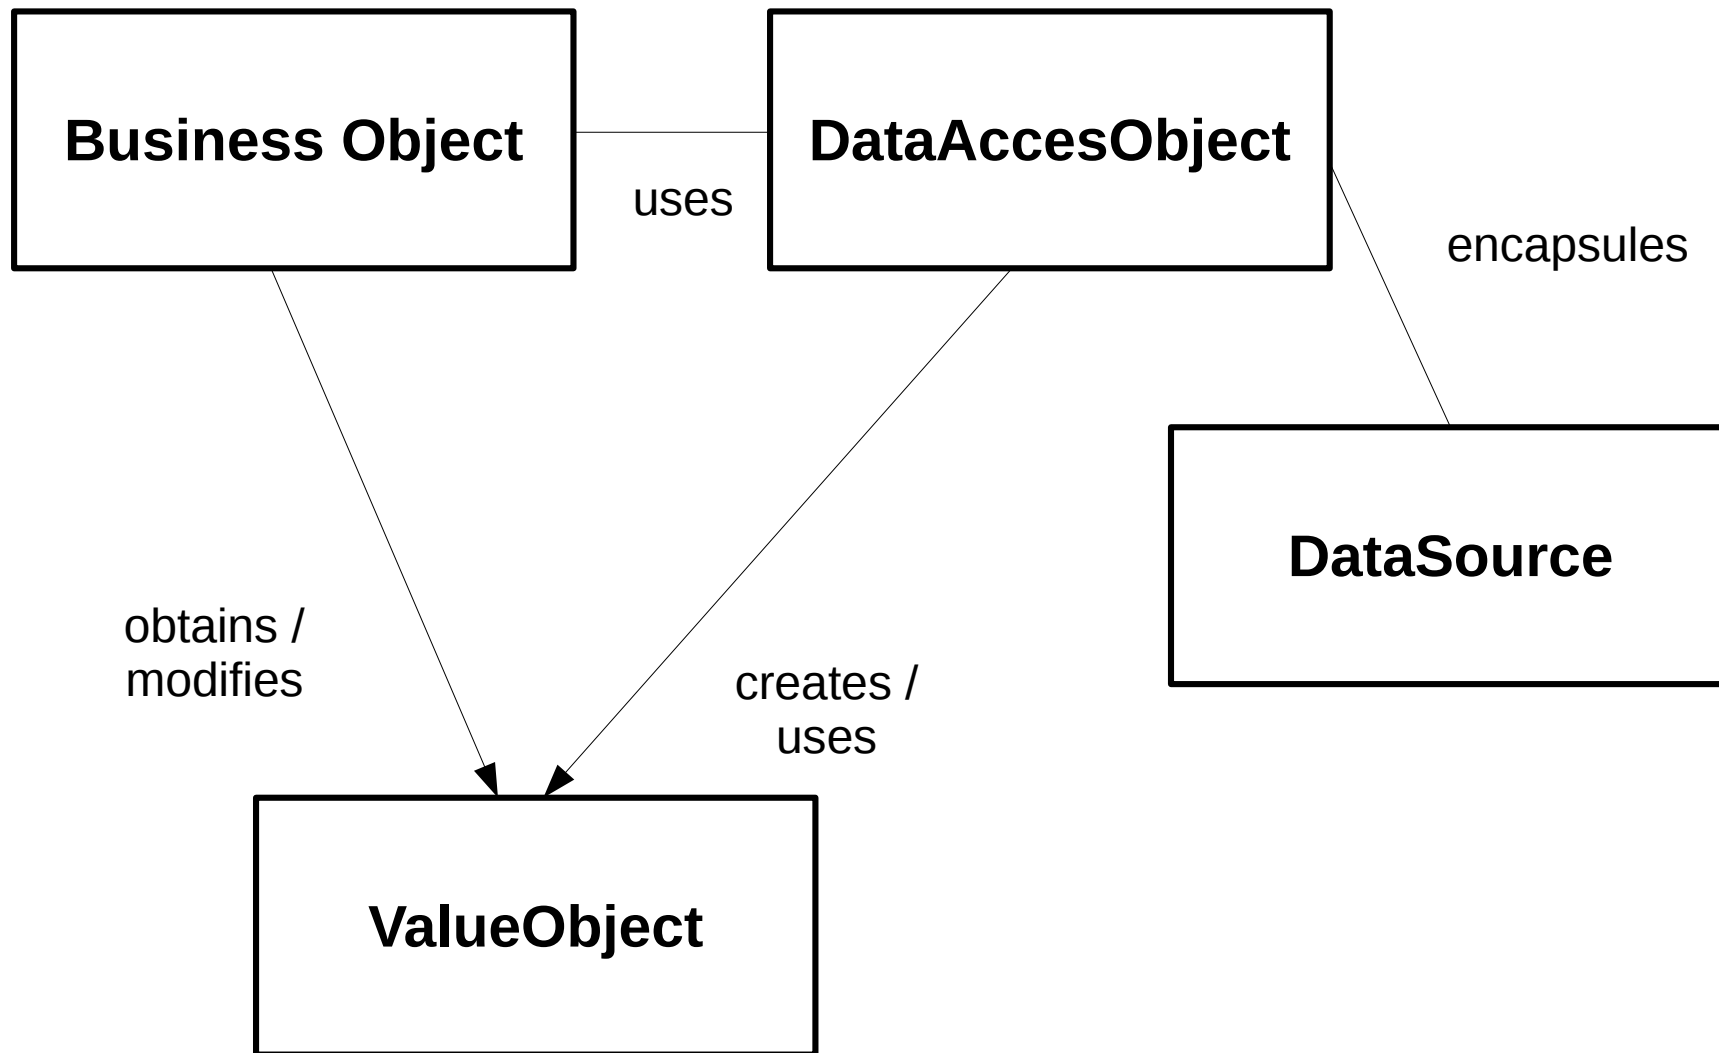 Business Object
DataAccesObject
uses
encapsules
DataSource
obtains /
modifies
creates /
uses
ValueObject